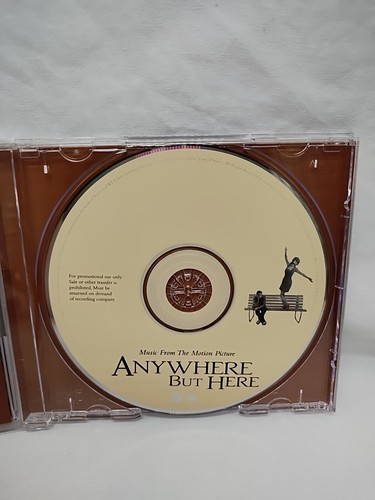 For promotional use only
Sale or other transfer is
prohibited. Must be
returned on demand
of recording company
Music From The Motion Picture
ANYWHERE
BUT HERE